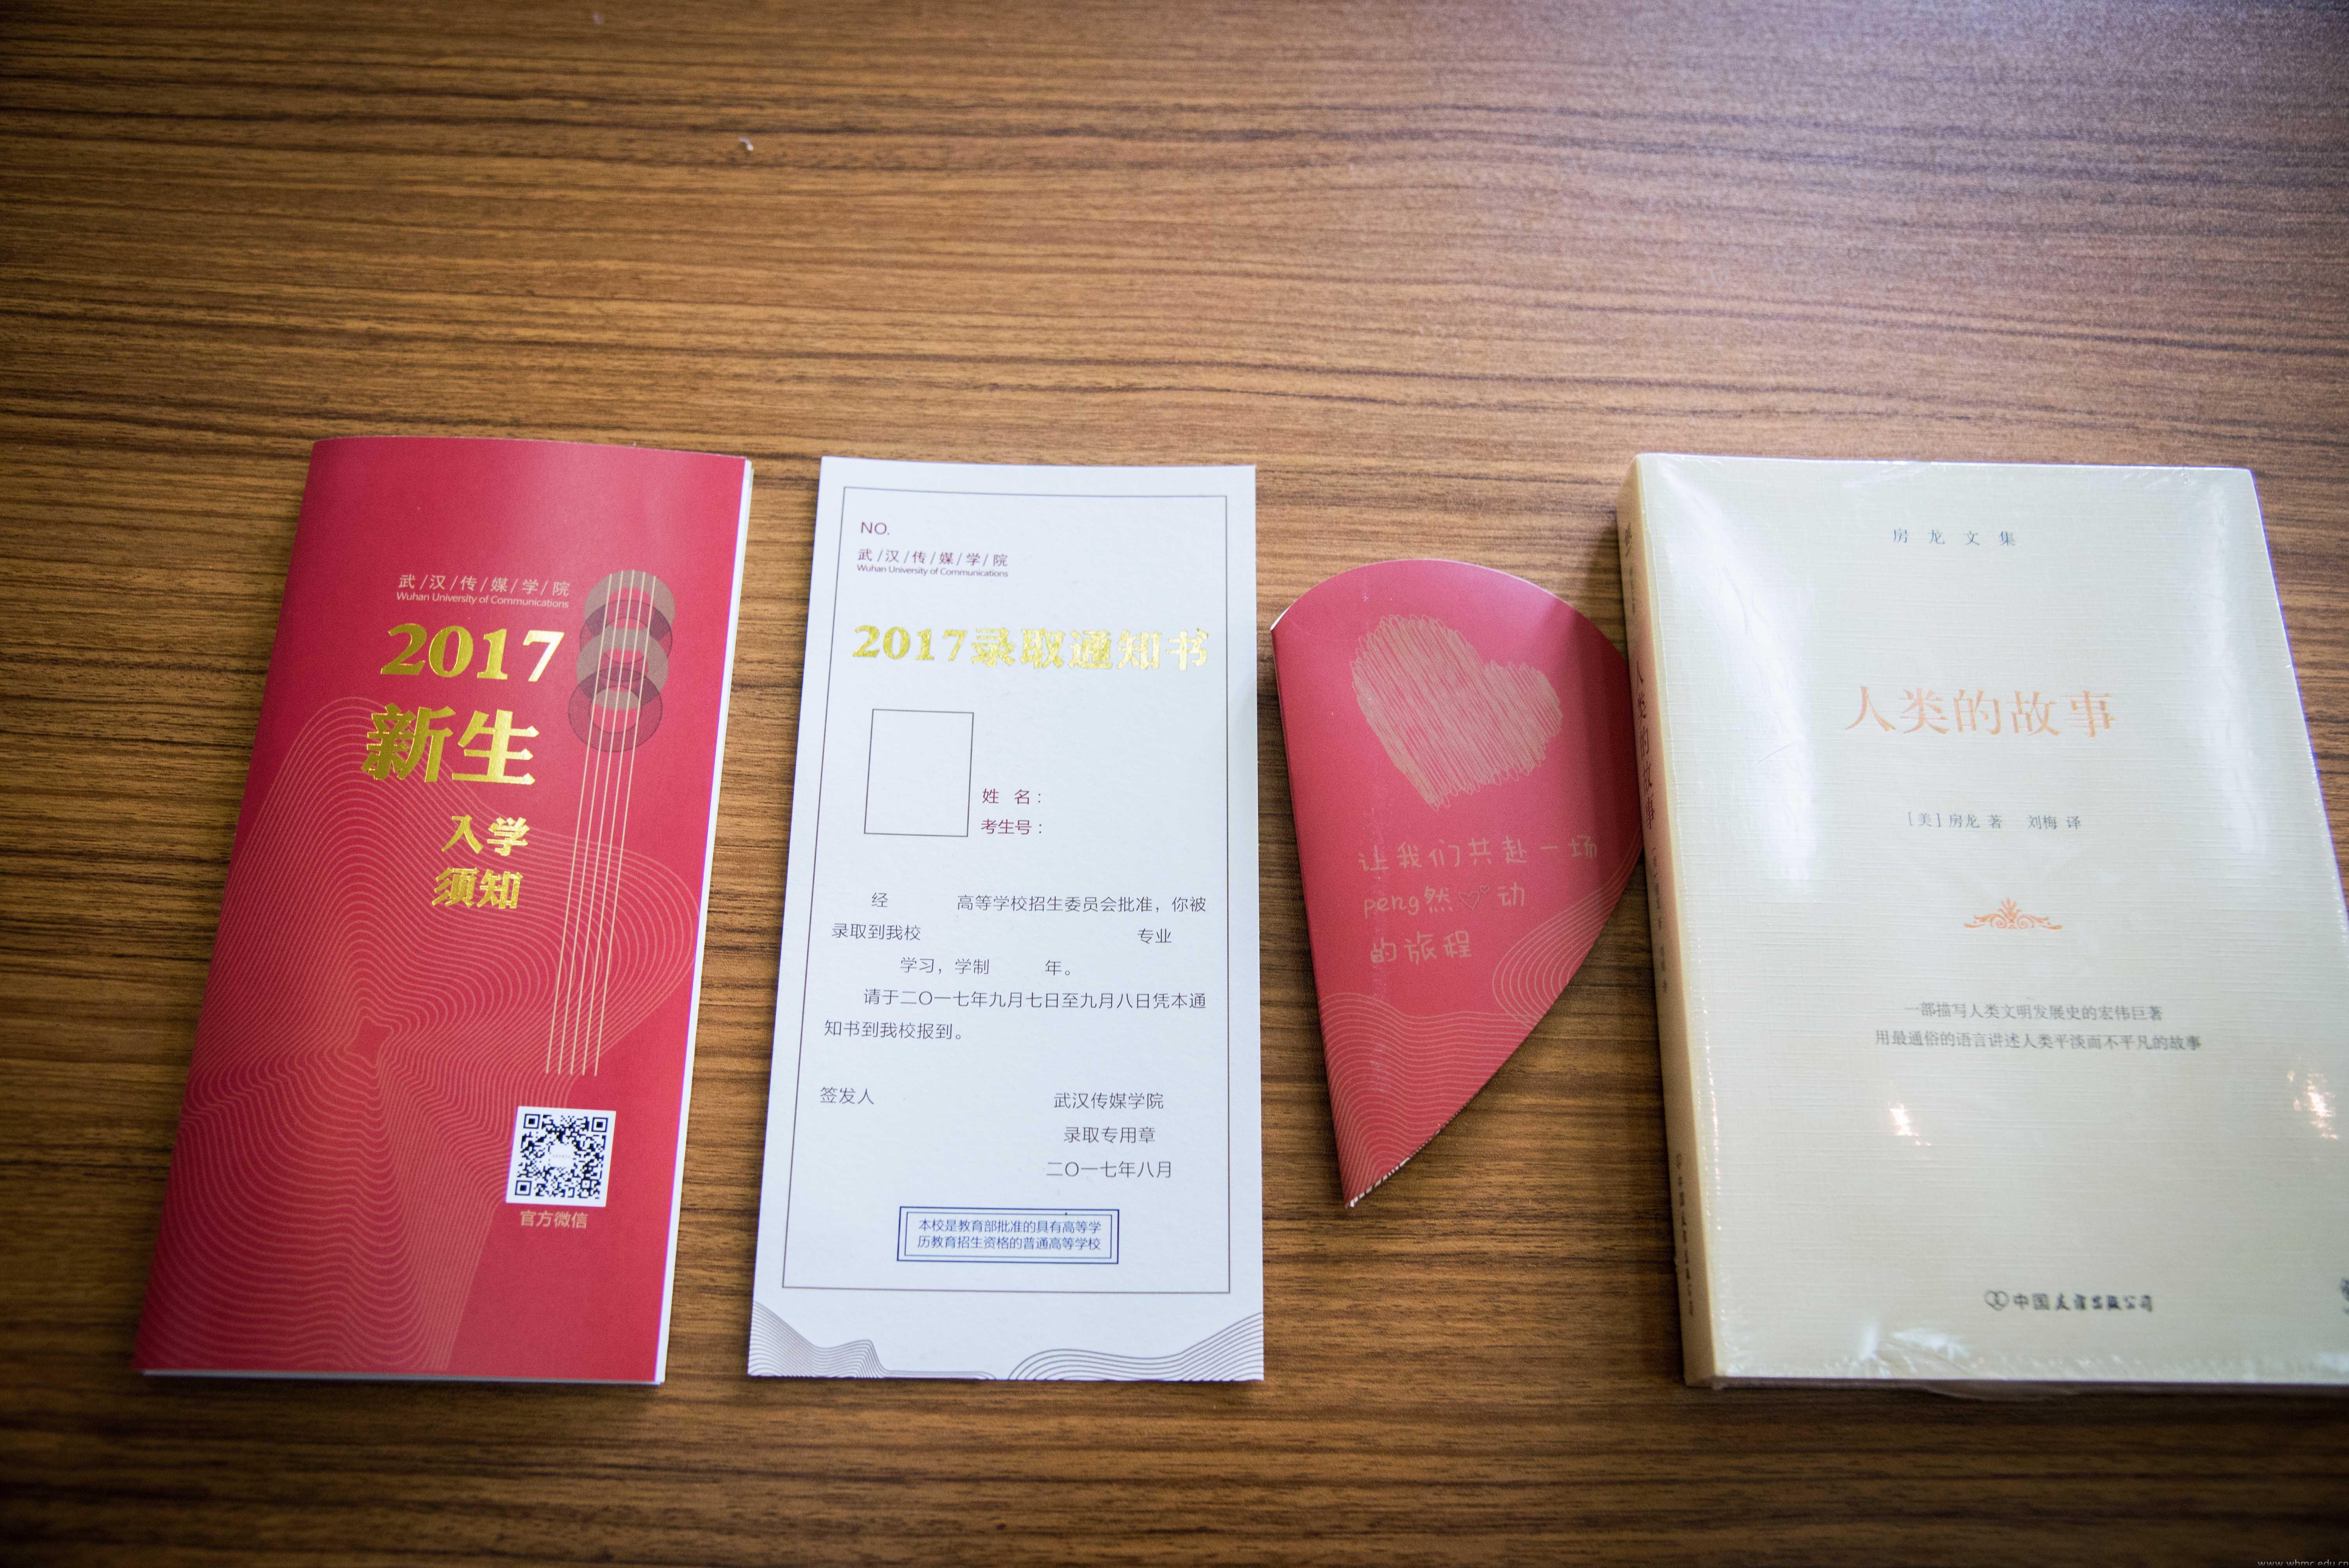 武/汉/传/媒/学/院
Wuhan University of Communications
2017
新生
入学
须知
官方微信
NO.
武/汉/传/媒/学/院
Wuhan University of Communications
2017录取通知书
姓 名：
考生号：
经 高等学校招生委员会批准，你被
录取到我校 专业
学习，学制 年。
请于二〇一七年九月七日至九月八日凭本通
知书到我校报到。
签发人
武汉传媒学院
录取专用章
二〇一七年八月
本校是教育部批准的具有高等学
历教育招生资格的普通高等学校
让我们共赴一场
peng然♡动
的旅程
人类的故事
房龙文集
人类的故事
[美]房龙 著 刘梅 译
一部描写人类文明发展史的宏伟巨著
用最通俗的语言讲述人类平淡而不平凡的故事
中国友谊出版公司
www.whmc.edu.cn